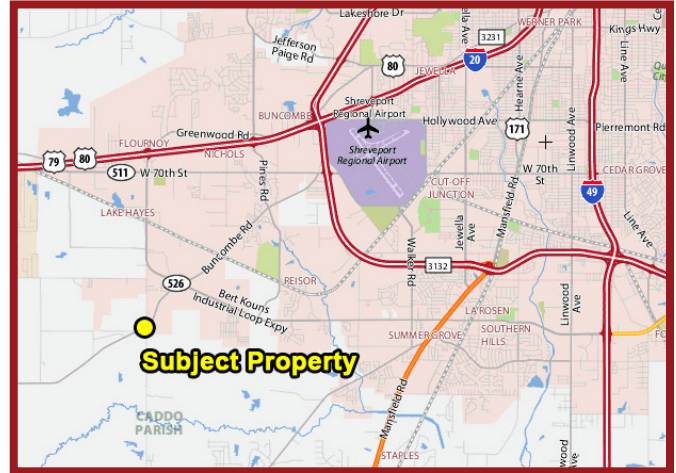 Lakeshore Dr
WERNER PARK
Kings Hwy
Jewella
Ave
3231
Jefferson
Paige Rd
80
20
JEWELLA
Hearne Ave
Line Ave
BUNCOMBE
Shreveport
Regional Airport
Hollywood Ave
171
Pierremont Rd
Greenwood Rd
FLOURNOY
NICHOLS
Shreveport
Regional Airport
Linwood Ave
79
80
511
W 70th St
Pines Rd
W 70th
St
CEDAR GROVE
CUT-OFF
JUNCTION
49
LAKE HAYES
Mansfield Rd
Line Ave
Buncombe Rd
Jewella
Ave
Walker Rd
3132
526
REISOR
Bert Kouns
Industrial Loop Expy
LA ROSEN
Linwood
Ave
SUMMER GROVE
SOUTHERN
HILLS
Subject Property
Mansfield Rd
CADDO
PARISH
STAPLES